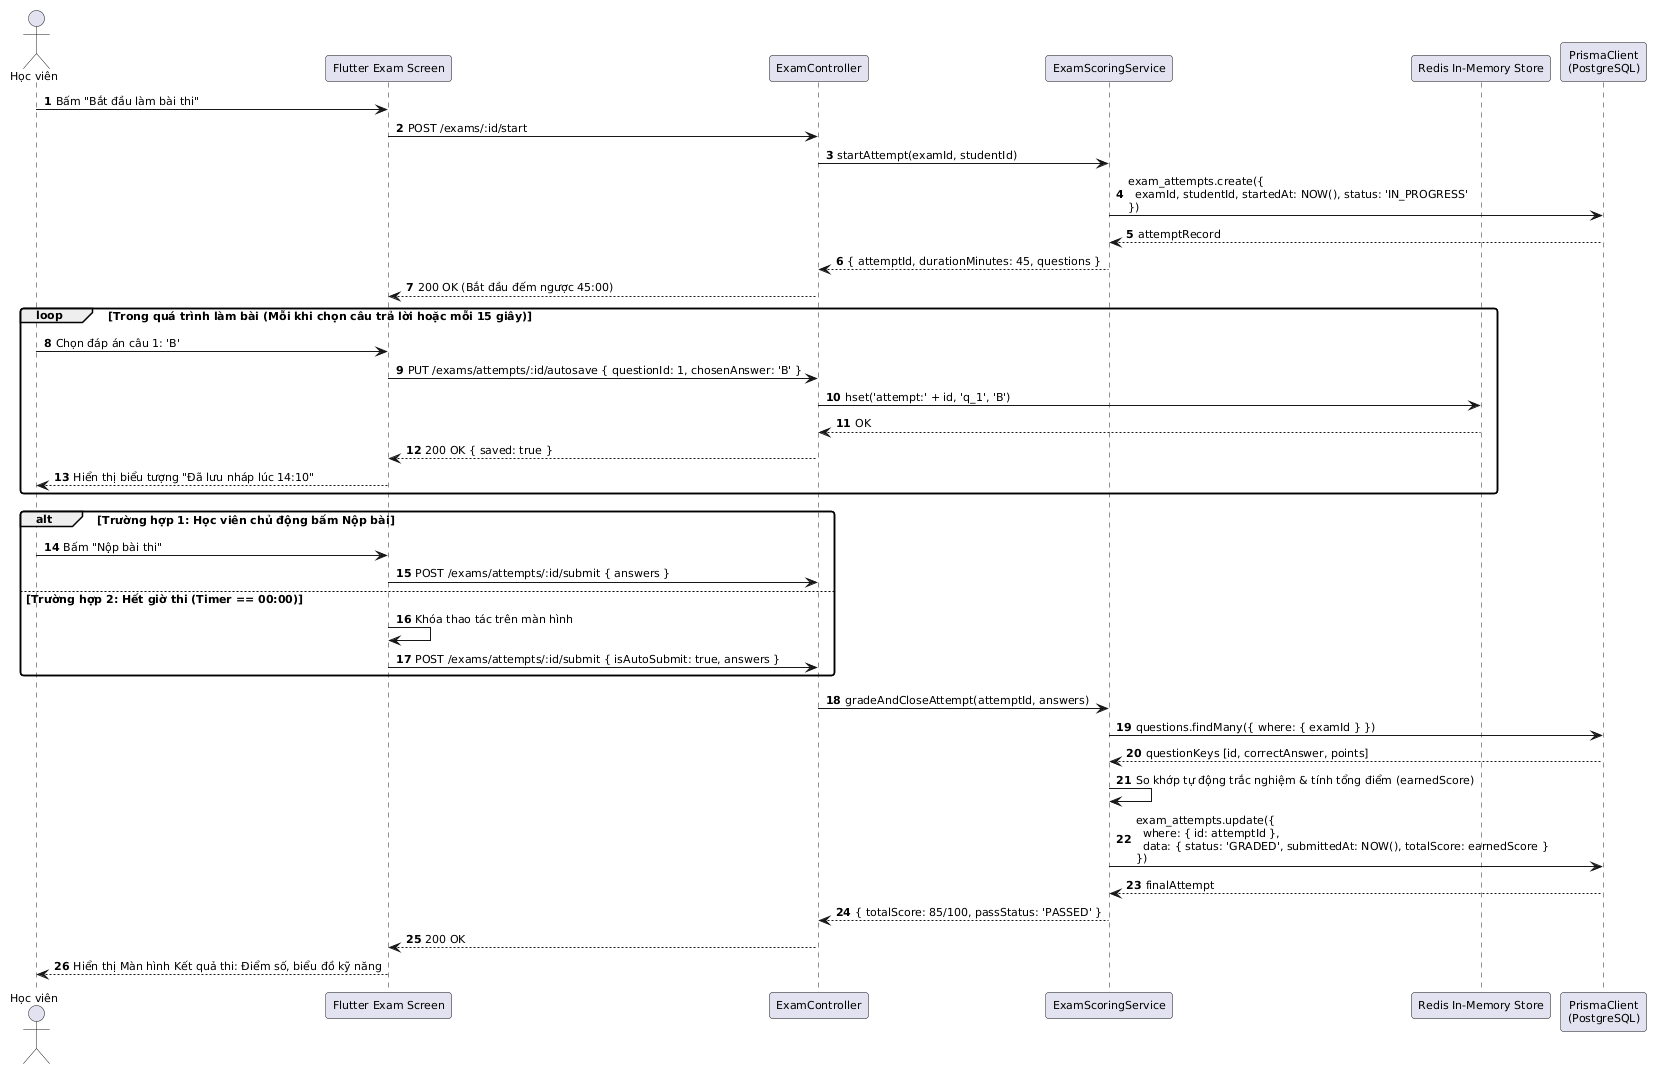 Học viên
Flutter Exam Screen
ExamController
ExamScoringService
Redis In-Memory Store
PrismaClient
(PostgreSQL)
1 Bấm "Bắt đầu làm bài thi"
2 POST /exams/:id/start
3 startAttempt(examId, studentId)
exam_attempts.create({
4 examId, studentId, startedAt: NOW(), status: 'IN_PROGRESS'
})
5 attemptRecord
6 { attemptId, durationMinutes: 45, questions }
7 200 OK (Bắt đầu đếm ngược 45:00)
loop [Trong quá trình làm bài (Mỗi khi chọn câu trả lời hoặc mỗi 15 giây)]
8 Chọn đáp án câu 1: 'B'
9 PUT /exams/attempts/:id/autosave { questionId: 1, chosenAnswer: 'B' }
10 hset('attempt:' + id, 'q_1', 'B')
11 OK
12 200 OK { saved: true }
13 Hiển thị biểu tượng "Đã lưu nháp lúc 14:10"
alt [Trường hợp 1: Học viên chủ động bấm Nộp bài]
14 Bấm "Nộp bài thi"
15 POST /exams/attempts/:id/submit { answers }
[Trường hợp 2: Hết giờ thi (Timer == 00:00)]
16 Khóa thao tác trên màn hình
17 POST /exams/attempts/:id/submit { isAutoSubmit: true, answers }
18 gradeAndCloseAttempt(attemptId, answers)
19 questions.findMany({ where: { examId } })
20 questionKeys [id, correctAnswer, points]
21 So khớp tự động trắc nghiệm & tính tổng điểm (earnedScore)
exam_attempts.update({
22 where: { id: attemptId },
data: { status: 'GRADED', submittedAt: NOW(), totalScore: earnedScore }
})
23 finalAttempt
24 { totalScore: 85/100, passStatus: 'PASSED' }
25 200 OK
26 Hiển thị Màn hình Kết quả thi: Điểm số, biểu đồ kỹ năng
Học viên
Flutter Exam Screen
ExamController
ExamScoringService
Redis In-Memory Store
PrismaClient
(PostgreSQL)